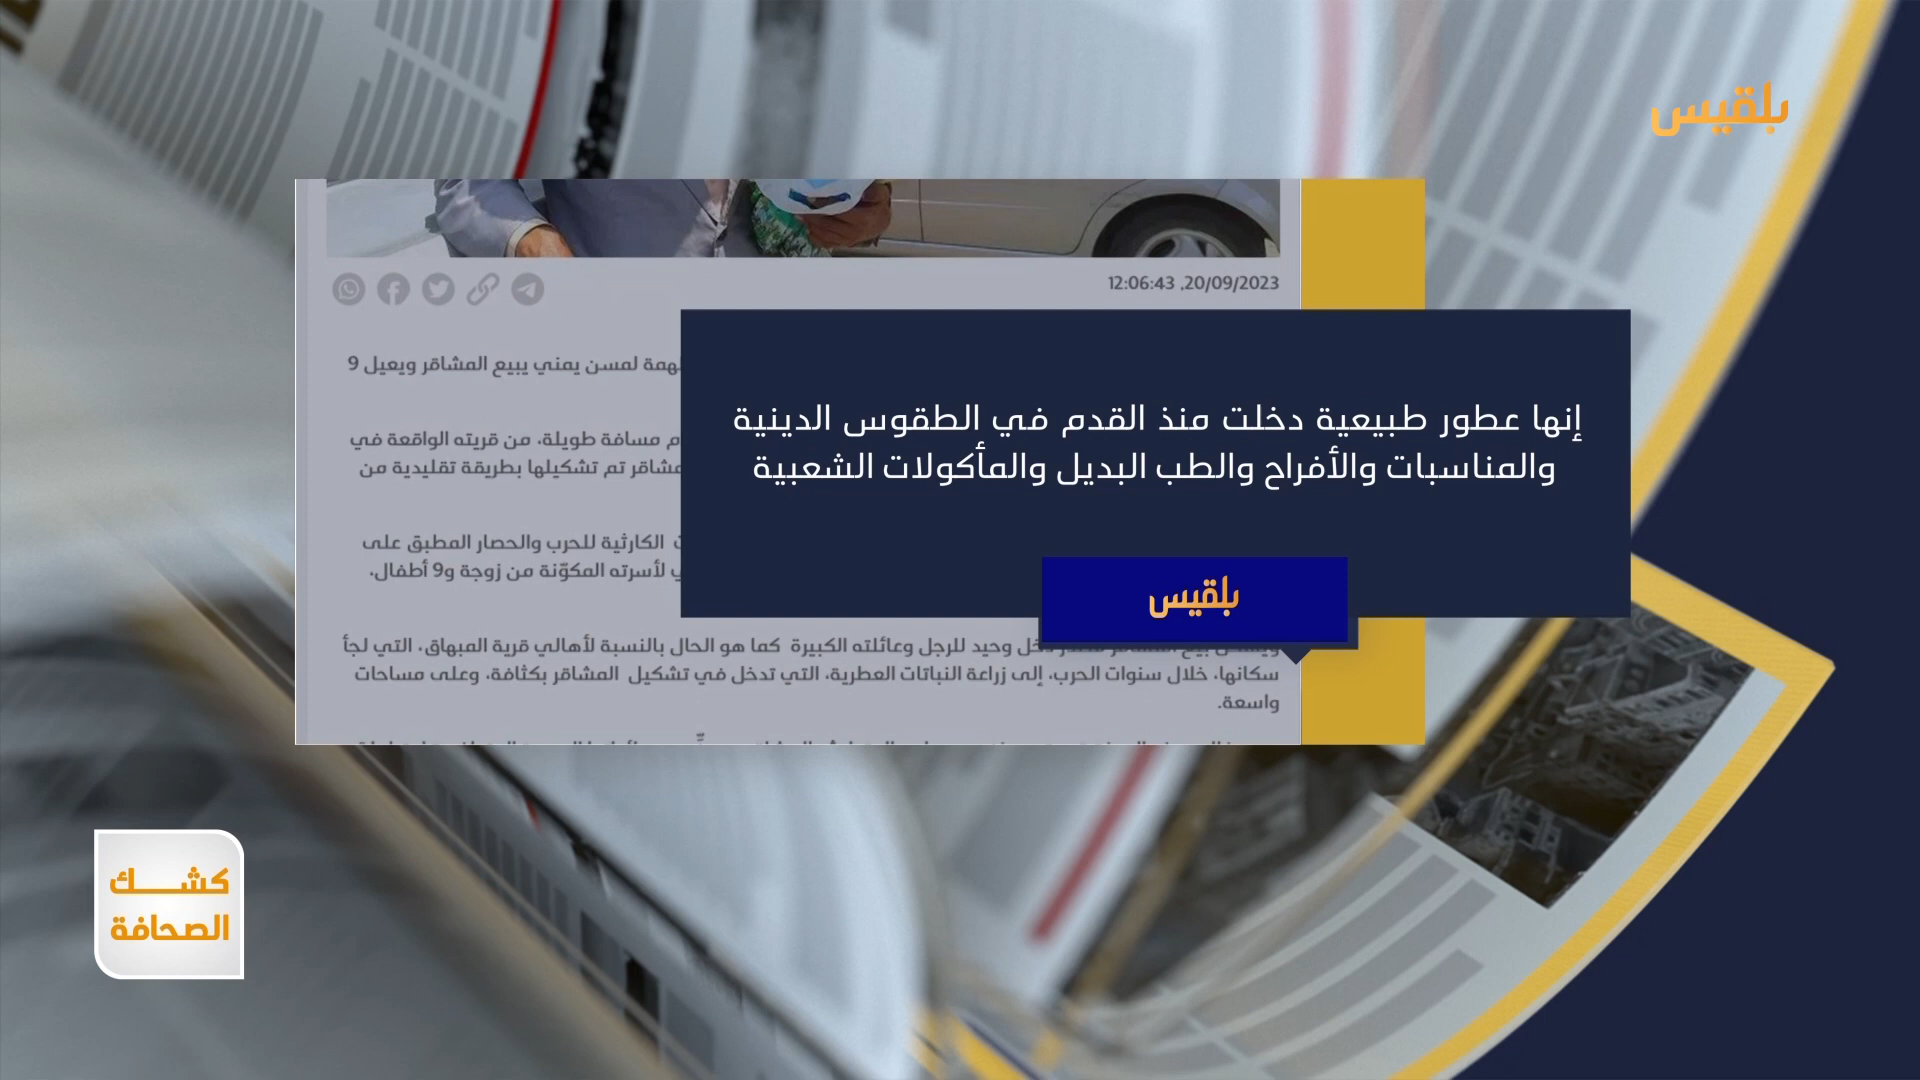 بلقيس
20/09/2023, 12:06:43
لمسن يمني يبيع المشاقر ويعيل 9
مسافة طويلة، من قريته الواقعة في
تم تشكيلها بطريقة تقليدية من
الكارثية للحرب والحصار المطبق على
لأسرته المكوّنة من زوجة و9 أطفال،
إنها عطور طبيعية دخلت منذ القدم في الطقوس الدينية
والمناسبات والأفراح والطب البديل والمأكولات الشعبية
بلقيس
وحيد للرجل وعائلته الكبيرة كما هو الحال بالنسبة لأهالي قرية المبهاق، التي لجأ
سكانها، خلال سنوات الحرب، إلى زراعة النباتات العطرية، التي تدخل في تشكيل المشاقر بكثافة، وعلى مساحات
واسعة.
كشـــك
الصحافة